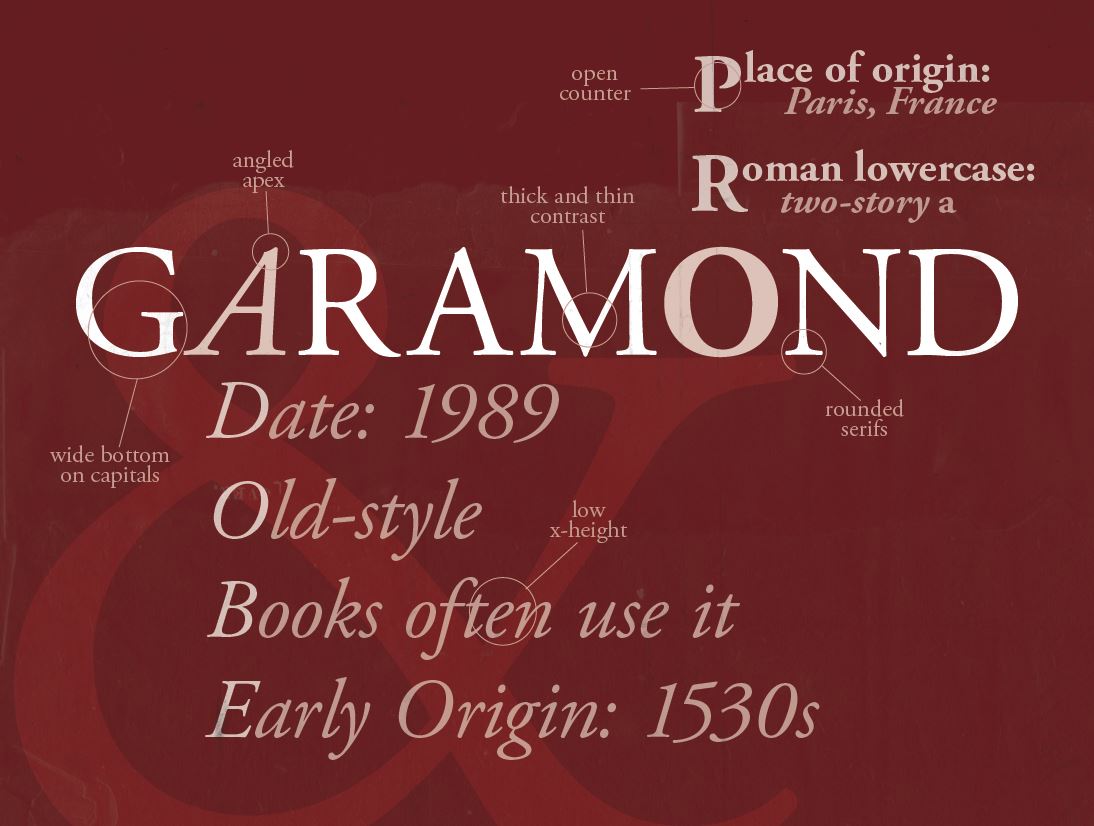 open
counter
Place of origin:
Paris, France
angled
apex
Roman lowercase:
two-story a
thick and thin
contrast
GARAMOND
rounded
serifs
wide bottom
on capitals
Date: 1989
Old-style
low
x-height
Books often use it
Early Origin: 1530s
&